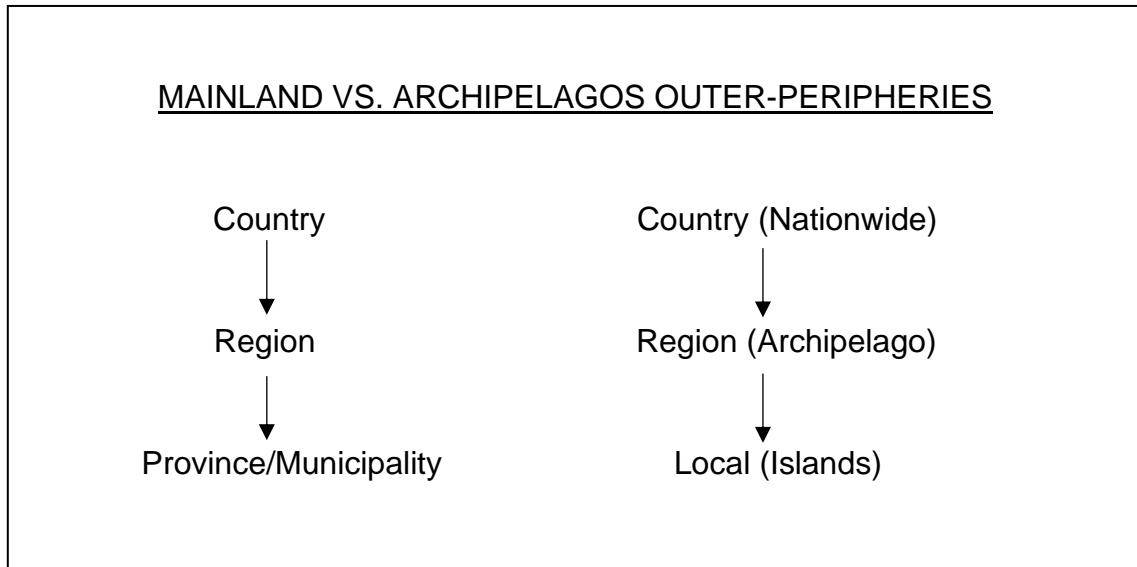 MAINLAND VS. ARCHIPELAGOS OUTER-PERIPHERIES
Country
Country (Nationwide)
Region
Region (Archipelago)
Province/Municipality
Local (Islands)